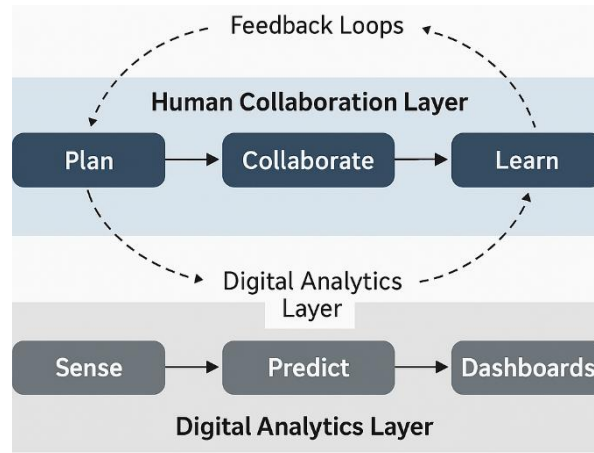 Feedback Loops
Human Collaboration Layer
Plan
Collaborate
Learn
Digital Analytics
Layer
Sense
Predict
Dashboards
Digital Analytics Layer